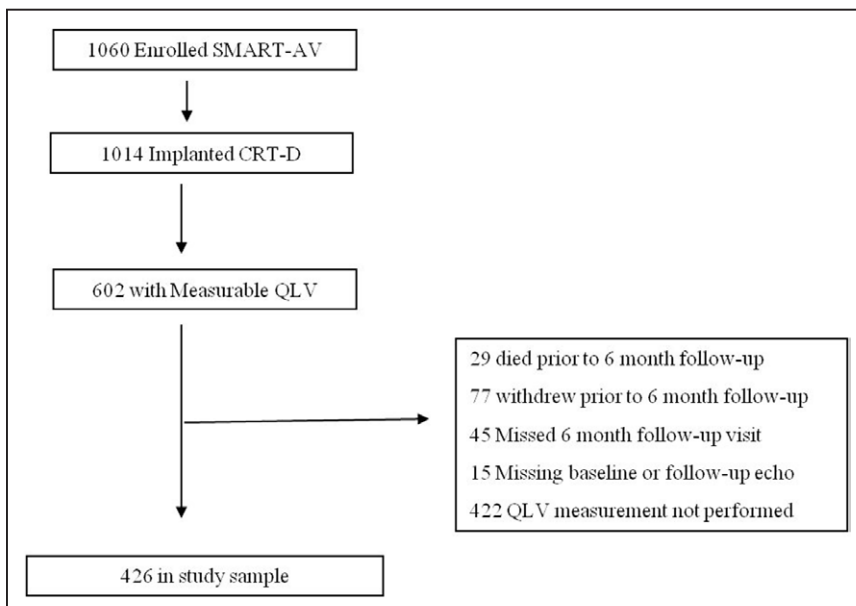 1060 Enrolled SMART-AV
1014 Implanted CRT-D
602 with Measurable QLV
29 died prior to 6 month follow-up
77 withdrew prior to 6 month follow-up
45 Missed 6 month follow-up visit
15 Missing baseline or follow-up echo
422 QLV measurement not performed
426 in study sample